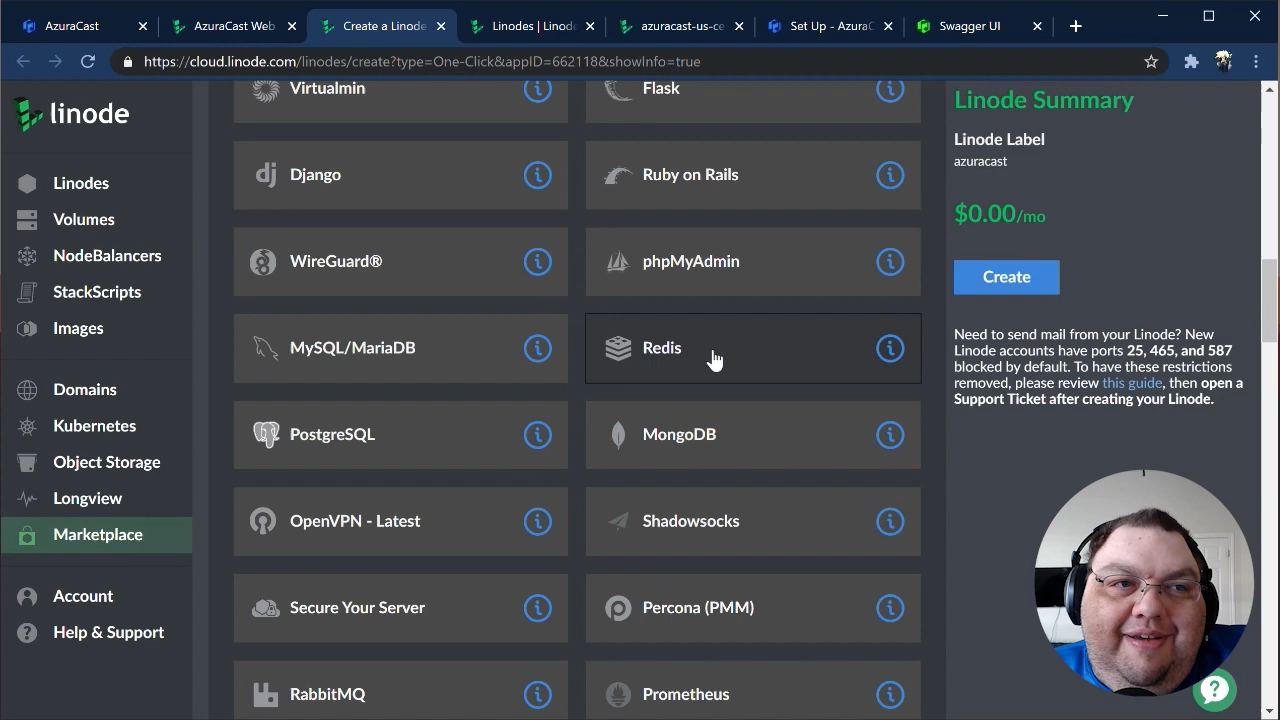 AzuraCast
AzuraCast Web
Create a Linode
Linodes | Linod
azuracast-us-ce
Set Up - AzuraC
Swagger UI
https://cloud.linode.com/linodes/create?type=One-Click&appID=662118&showInfo=true
linode
Linodes
Volumes
NodeBalancers
StackScripts
Images
Domains
Kubernetes
Object Storage
Longview
Marketplace
Account
Help & Support
Virtualmin
Flask
dj Django
Ruby on Rails
WireGuard®
phpMyAdmin
MySQL/MariaDB
Redis
PostgreSQL
MongoDB
OpenVPN - Latest
Shadowsocks
Secure Your Server
Percona (PMM)
RabbitMQ
Prometheus
Linode Summary
Linode Label
azuracast
$0.00/mo
Create
Need to send mail from your Linode? New
Linode accounts have ports 25, 465, and 587
blocked by default. To have these restrictions
removed, please review this guide, then open a
Support Ticket after creating your Linode.